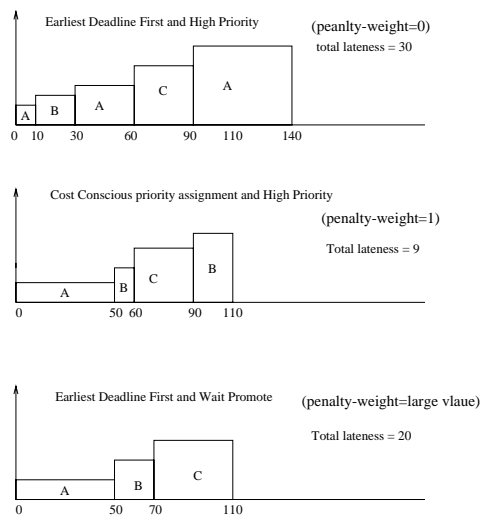 Earliest Deadline First and High Priority
(peanlty-weight=0)
total lateness = 30
A
B
A
C
A
0 10 30 60 90 110 140
Cost Conscious priority assignment and High Priority
(penalty-weight=1)
Total lateness = 9
A
B
C
B
0 50 60 90 110
Earliest Deadline First and Wait Promote
(penalty-weight=large vlaue)
Total lateness = 20
A
B
C
0 50 70 110